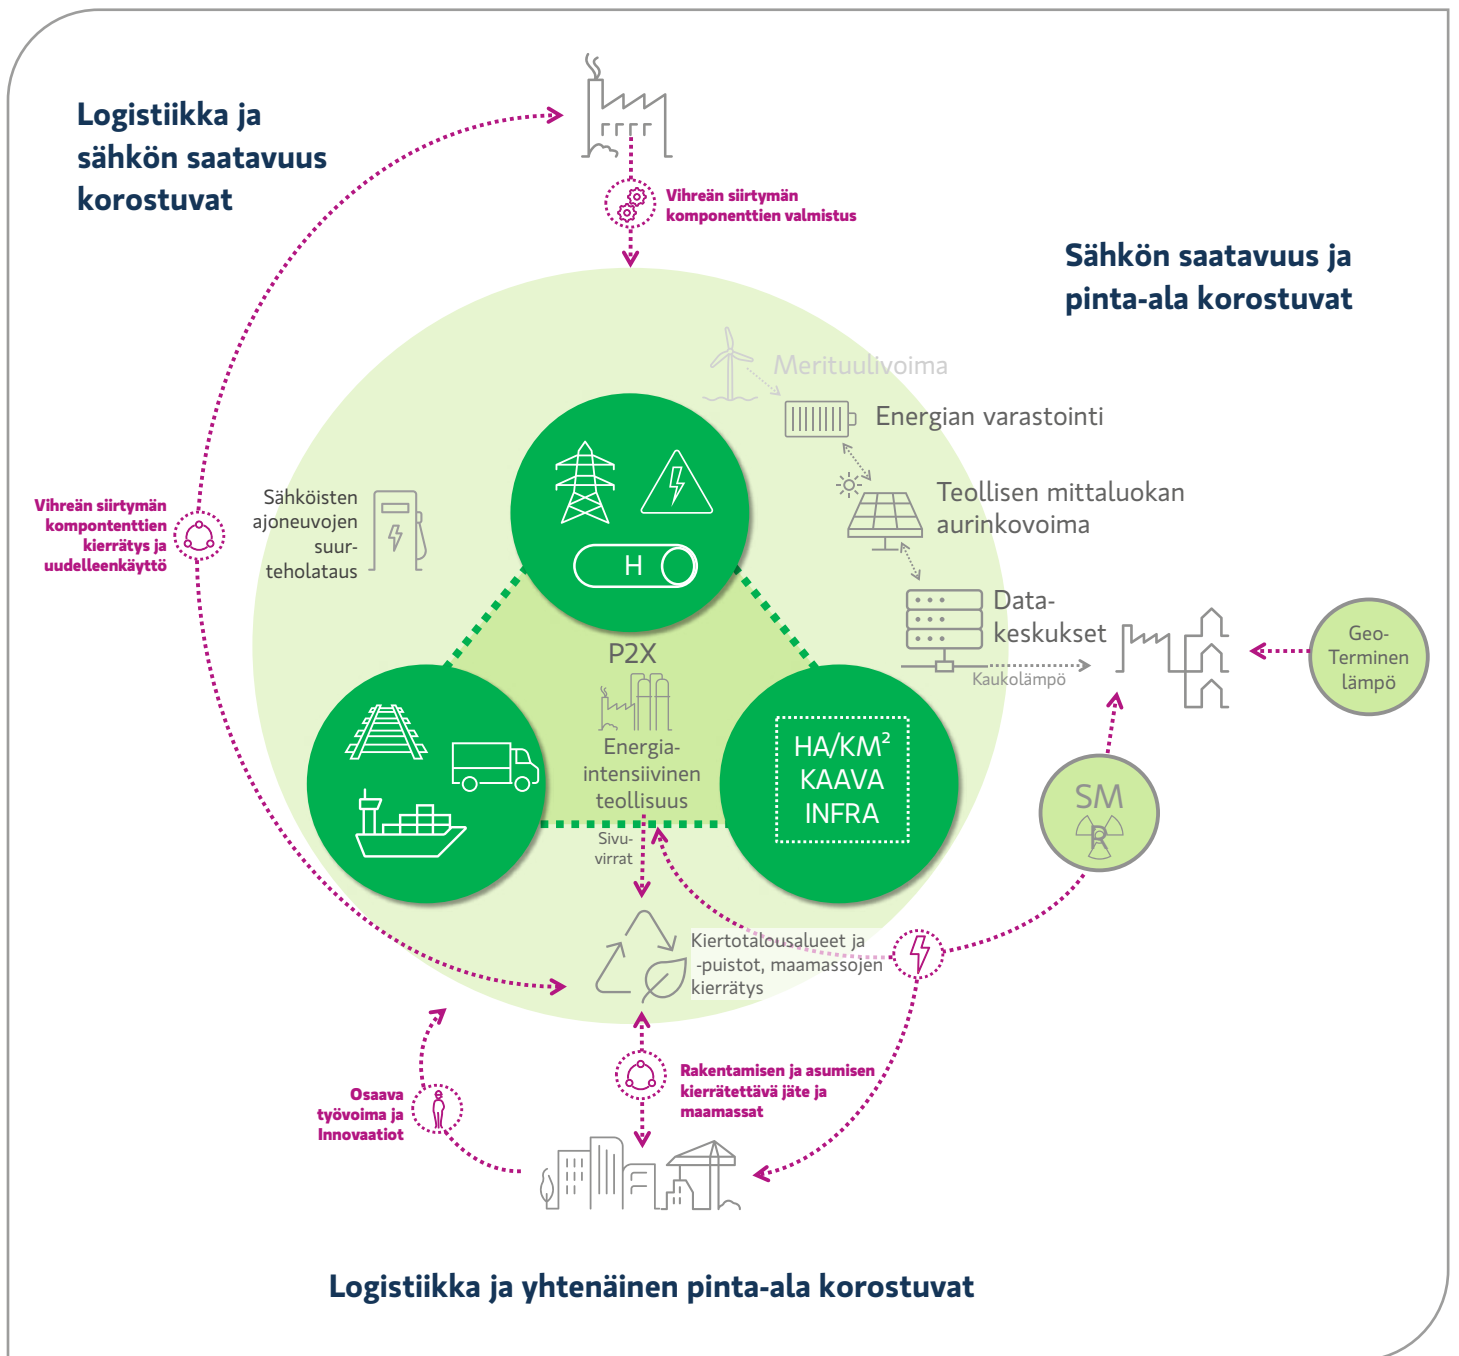 Logistiikka ja
sähkön saatavuus
korostuvat
Vihreän siirtymän
komponenttien valmistus
Sähkön saatavuus ja
pinta-ala korostuvat
Merituulivoima
Energian varastointi
Teollisen mittaluokan
aurinkovoima
Sähköisten
ajoneuvojen
suur-
teholataus
Vihreän siirtymän
kompontenttien
kierrätys ja
uudelleenkäyttö
H
Data-
keskukset
Kaukolämpö
Geo-
Terminen
lämpö
P2X
Energia-
intensiivinen
teollisuus
HA/KM²
KAAVA
INFRA
SM
R
Sivu-
virrat
Kiertotalousalueet ja
-puistot, maamassojen
kierrätys
Rakentamisen ja asumisen
kierrätettävä jäte ja
maamassat
Osaava
työvoima ja
Innovaatiot
Logistiikka ja yhtenäinen pinta-ala korostuvat